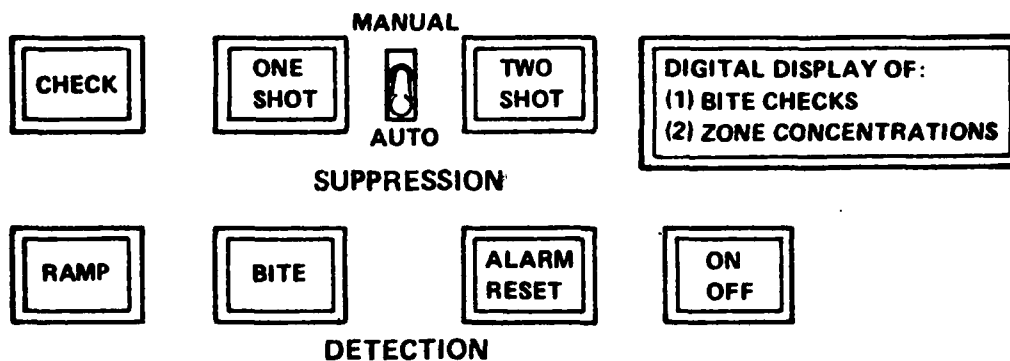 MANUAL
CHECK
ONE
SHOT
TWO
SHOT
AUTO
DIGITAL DISPLAY OF:
(1) BITE CHECKS
(2) ZONE CONCENTRATIONS
SUPPRESSION
RAMP
BITE
ALARM
RESET
ON
OFF
DETECTION